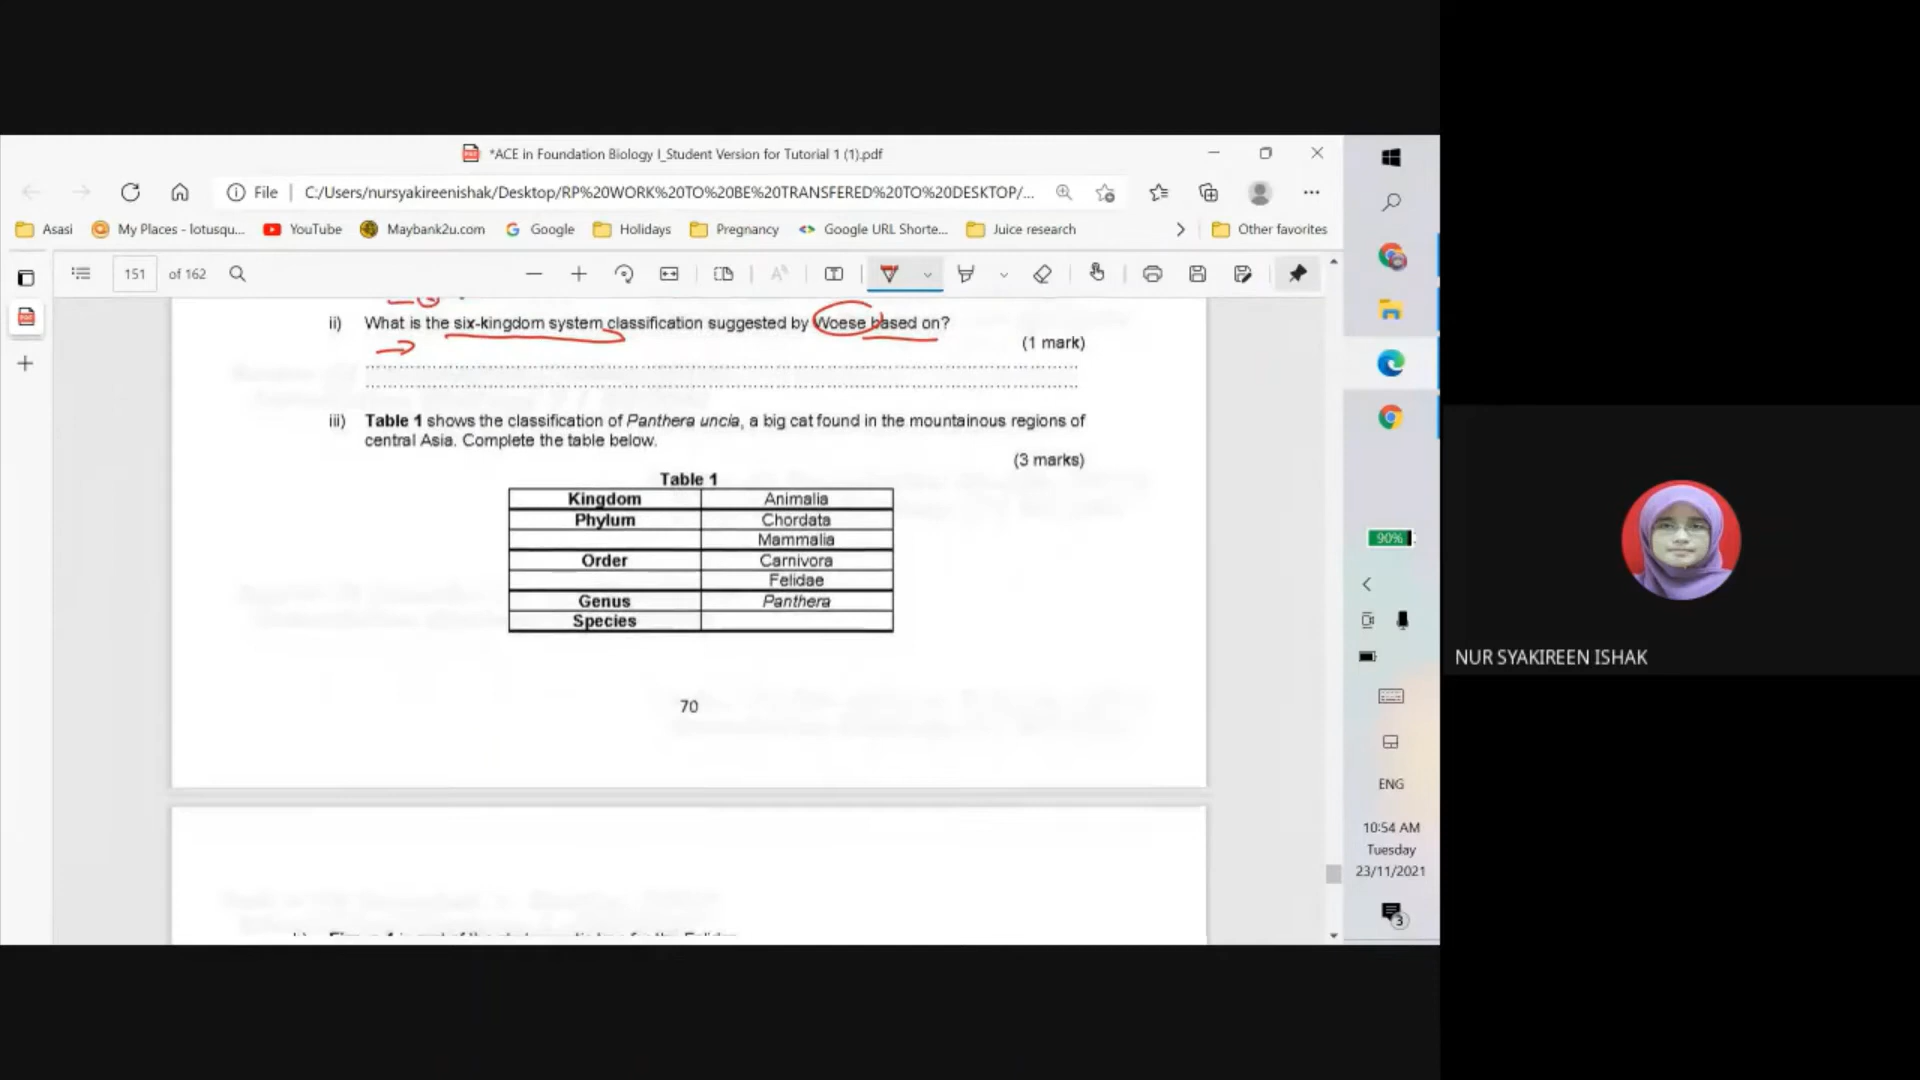 *ACE in Foundation Biology I_Student Version for Tutorial 1 (1).pdf
File C:/Users/nursyakireenishak/Desktop/RP%20WORK%20TO%20BE%20TRANSFERED%20TO%20DESKTOP/...
Asasi My Places - lotusqu... YouTube Maybank2u.com Google Holidays Pregnancy Google URL Shorte... Juice research Other favorites
151 of 162
ii) What is the six-kingdom system classification suggested by Woese based on?
(1 mark)
iii) Table 1 shows the classification of Panthera uncia, a big cat found in the mountainous regions of
central Asia. Complete the table below.
(3 marks)
Table 1
Kingdom Animalia
Phylum Chordata
Mammalia
Order Carnivora
Felidae
Genus Panthera
Species
70
90%
ENG
10:54 AM
Tuesday
23/11/2021
3
NUR SYAKIREEN ISHAK